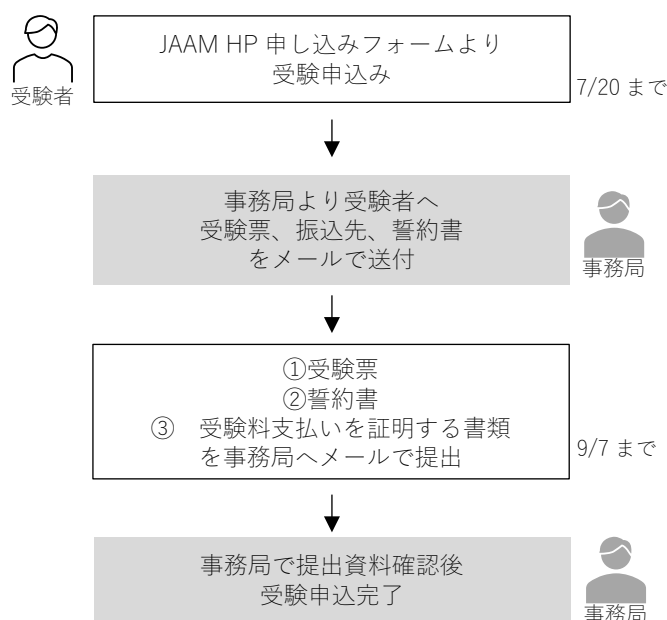 JAAM HP 申し込みフォームより
受験申込み
受験者
7/20 まで
事務局より受験者へ
受験票、振込先、誓約書
をメールで送付
事務局
①受験票
②誓約書
③ 受験料支払いを証明する書類
を事務局へメールで提出
9/7 まで
事務局で提出資料確認後
受験申込完了
事務局